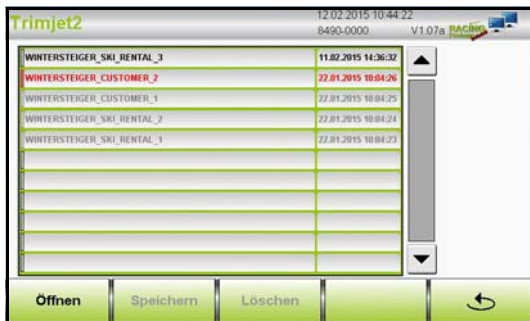 Trimjet2
12.02.2015 10:44:22
8490-0000 V1.07a RACING
WINTERSTEIGER_SKI_RENTAL_3 11.02.2015 14:36:32
WINTERSTEIGER_CUSTOMER_2 22.01.2015 10:04:26
WINTERSTEIGER_CUSTOMER_1 22.01.2015 10:04:25
WINTERSTEIGER_SKI_RENTAL_2 22.01.2015 10:04:24
WINTERSTEIGER_SKI_RENTAL_1 22.01.2015 10:04:23
Öffnen Speichern Löschen